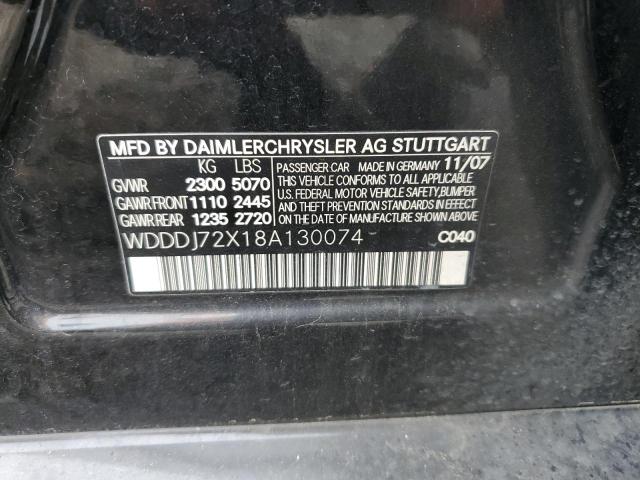 MFD BY DAIMLERCHRYSLER AG STUTTGART
KG LBS
GVWR 2300 5070
GAWR FRONT 1110 2445
GAWR REAR 1235 2720
PASSENGER CAR MADE IN GERMANY 11/07
THIS VEHICLE CONFORMS TO ALL APPLICABLE
U.S. FEDERAL MOTOR VEHICLE SAFETY, BUMPER
AND THEFT PREVENTION STANDARDS IN EFFECT
ON THE DATE OF MANUFACTURE SHOWN ABOVE.
WDDDJ72X18A130074 C040